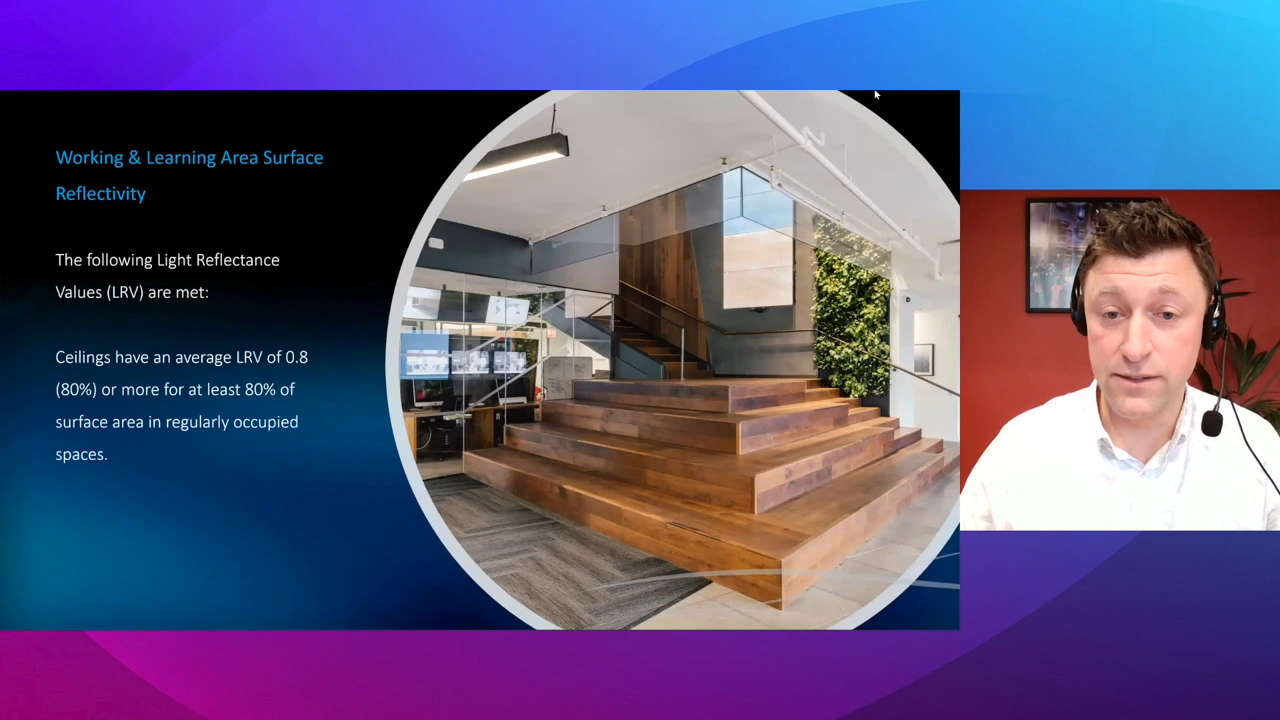 Working & Learning Area Surface
Reflectivity
The following Light Reflectance
Values (LRV) are met:
Ceilings have an average LRV of 0.8
(80%) or more for at least 80% of
surface area in regularly occupied
spaces.